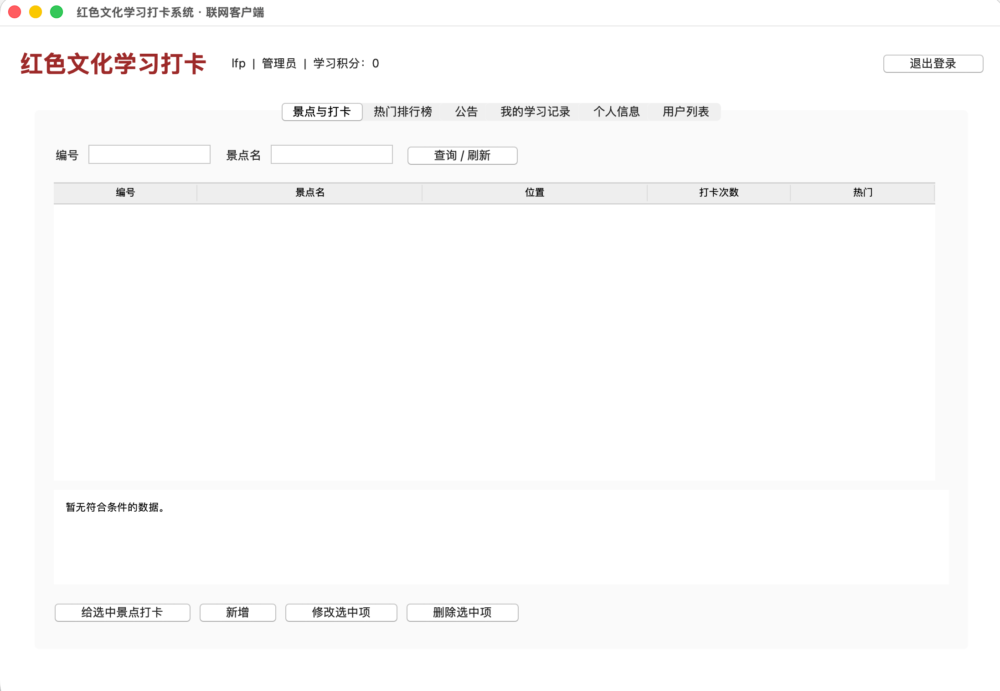 红色文化学习打卡系统 · 联网客户端
红色文化学习打卡 lfp | 管理员 | 学习积分：0 退出登录
景点与打卡 热门排行榜 公告 我的学习记录 个人信息 用户列表
编号 景点名 查询 / 刷新
编号 景点名 位置 打卡次数 热门
暂无符合条件的数据。
给选中景点打卡 新增 修改选中项 删除选中项